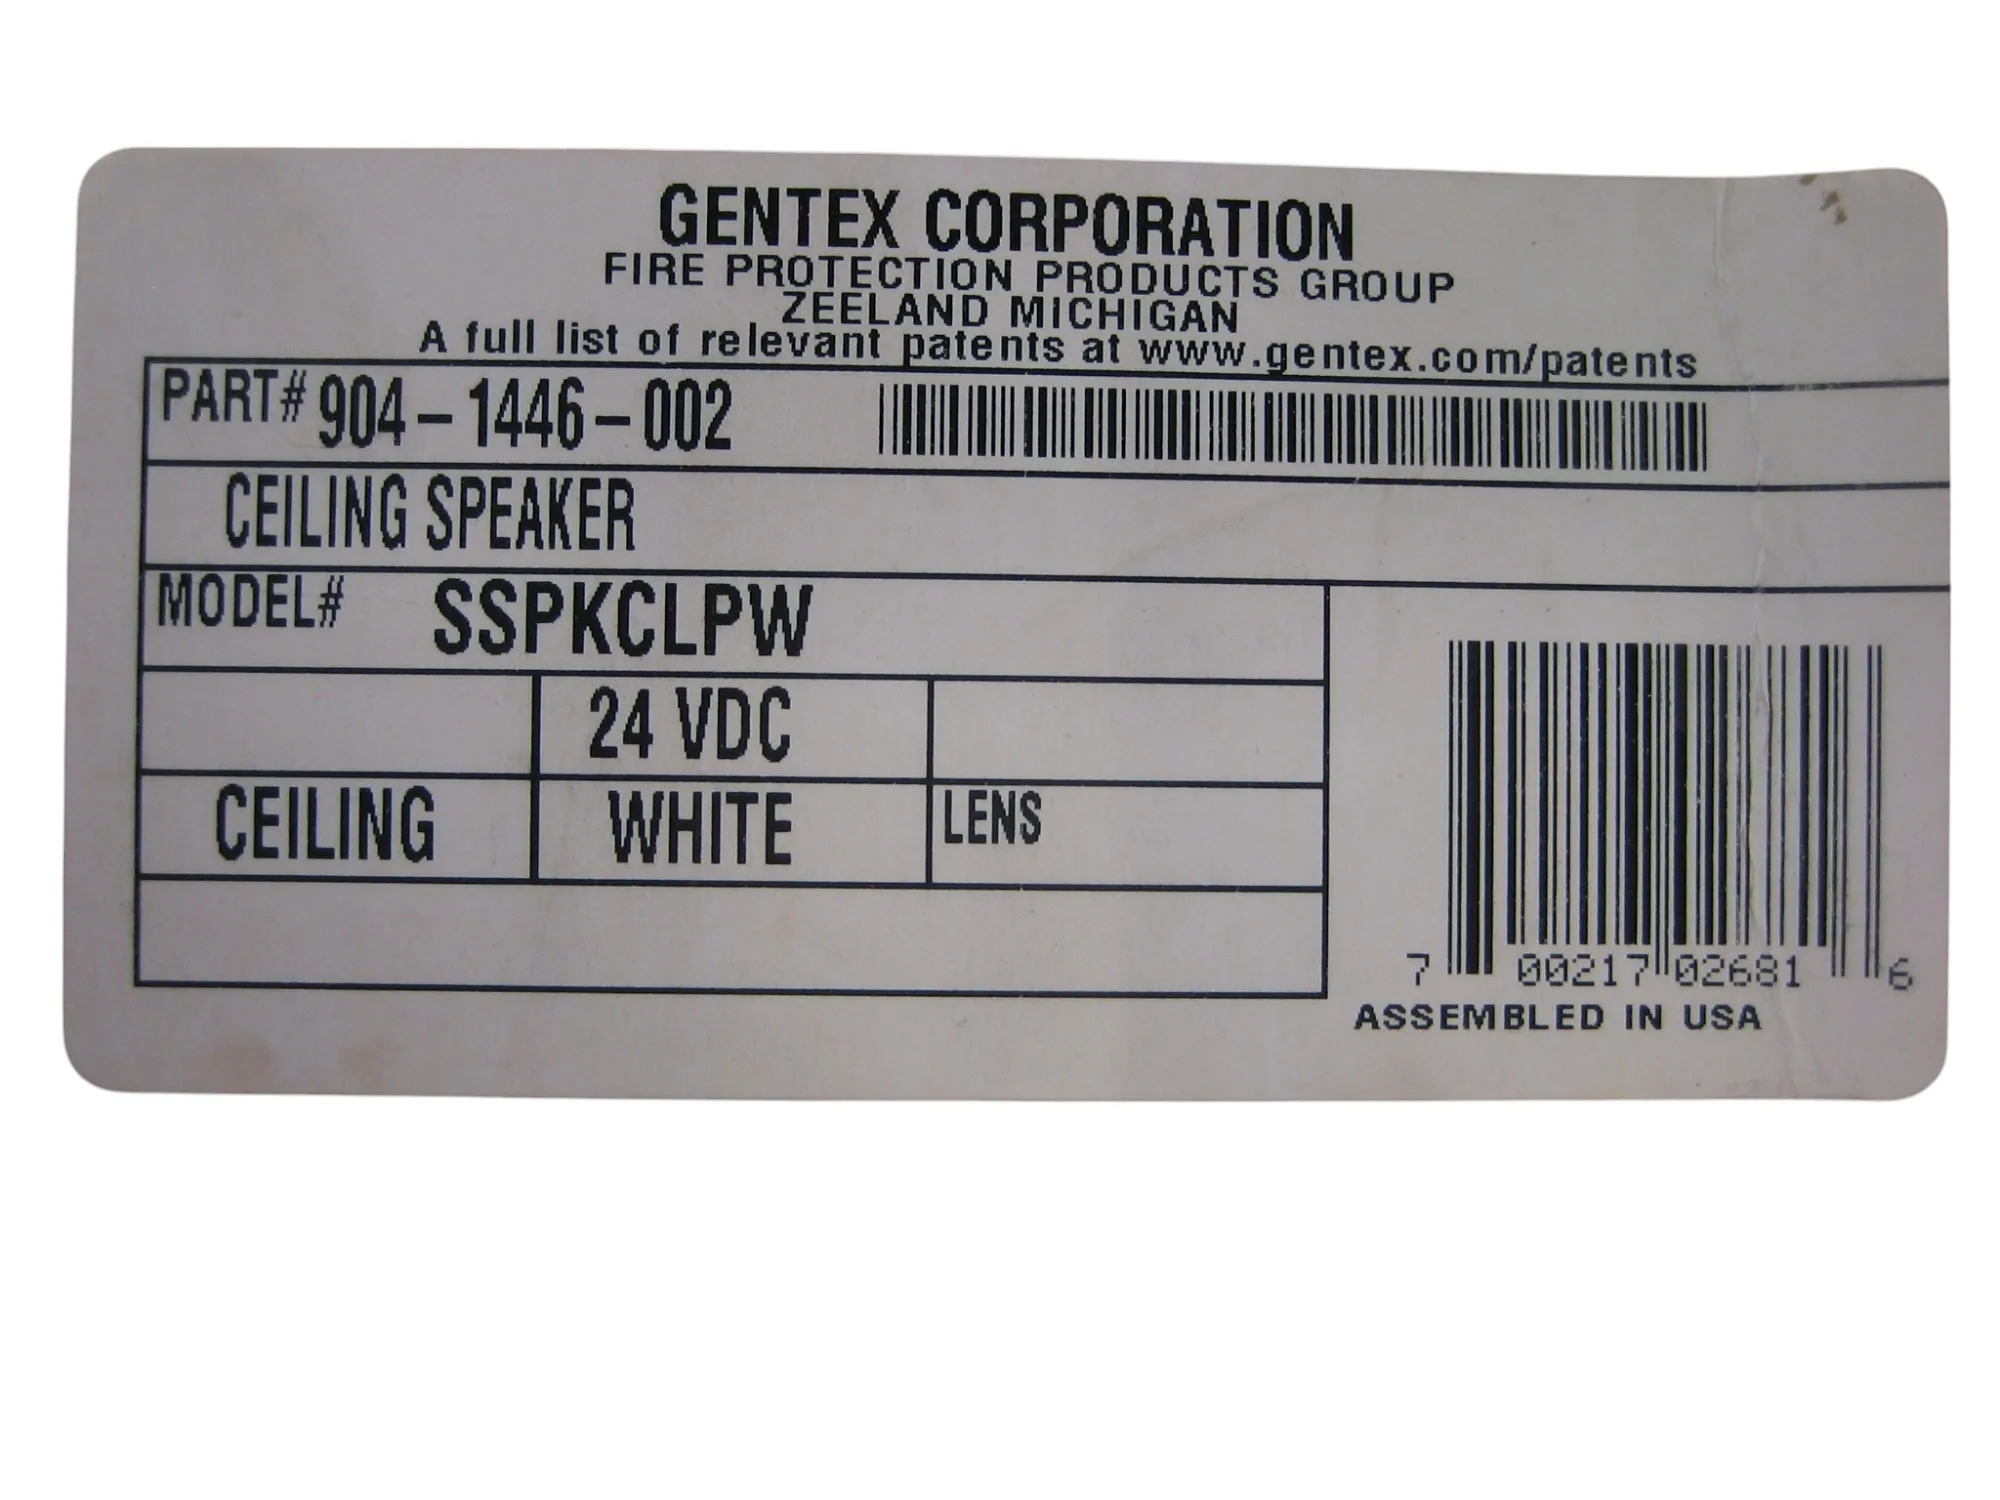 GENTEX CORPORATION
FIRE PROTECTION PRODUCTS GROUP
ZEELAND MICHIGAN
A full list of relevant patents at www.gentex.com/patents
PART# 904-1446-002
CEILING SPEAKER
MODEL# SSPKCLPW
24 VDC
CEILING WHITE LENS
7 00217 02681 6
ASSEMBLED IN USA